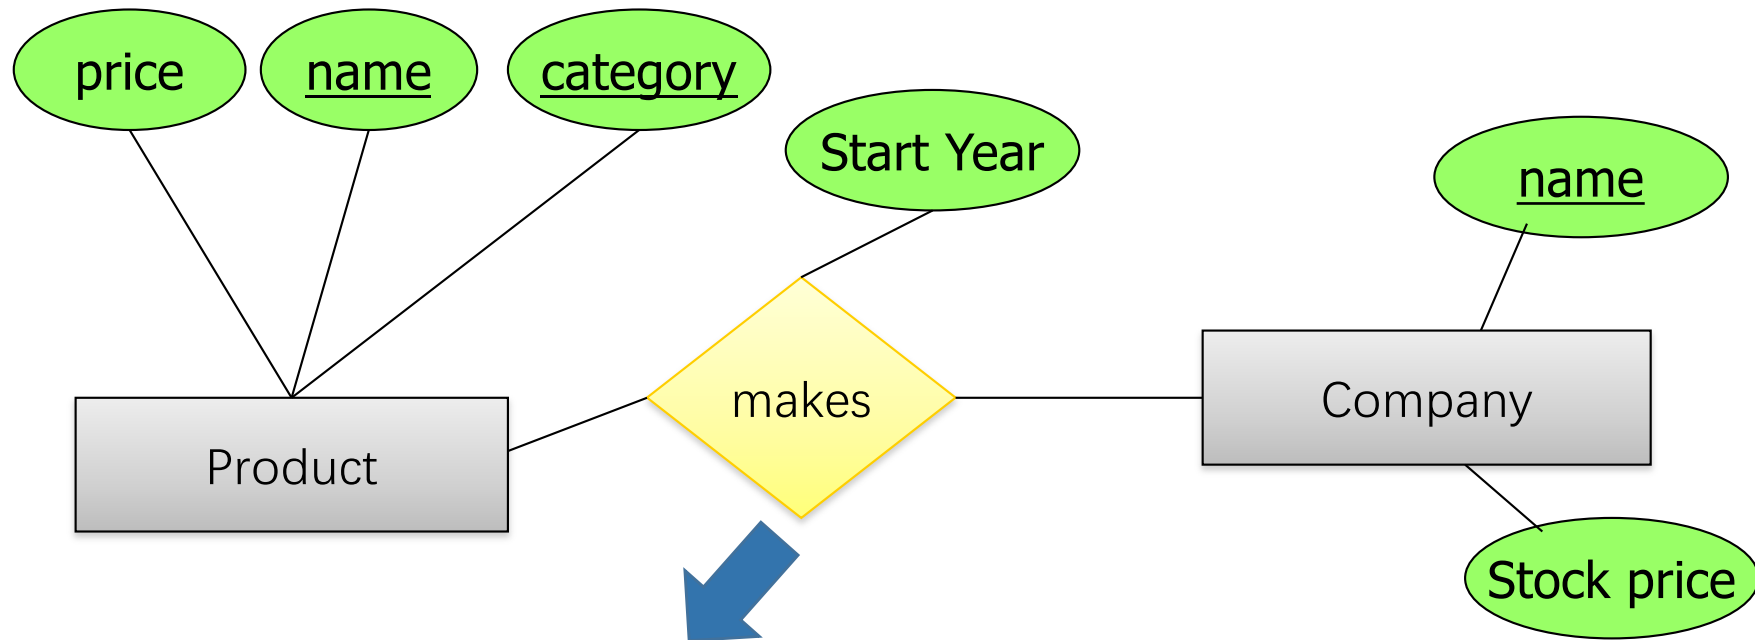 price
name
category
Start Year
name
makes
Company
Product
Stock price